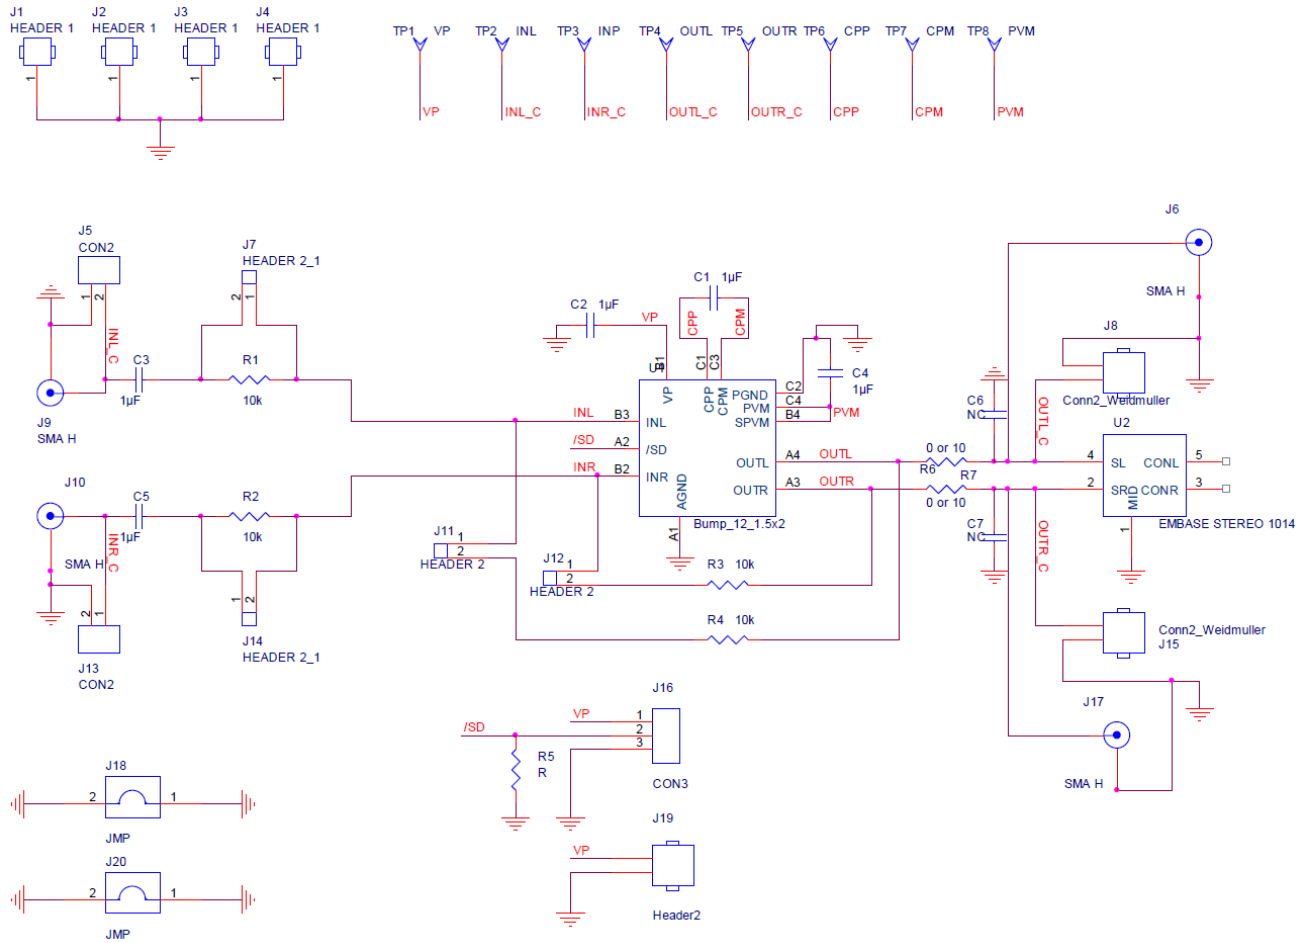 J1
HEADER 1
J2
HEADER 1
J3
HEADER 1
J4
HEADER 1
1
1
1
1
TP1 VP
TP2 INL
TP3 INP
TP4 OUTL
TP5 OUTR
TP6 CPP
TP7 CPM
TP8 PVM
VP
INL_C
INR_C
OUTL_C
OUTR_C
CPP
CPM
PVM
J5
CON2
1
2
INL_C
C3
1µF
J9
SMA H
J7
HEADER 2_1
2
1
R1
10k
J10
SMA H
C5
1µF
INR_C
2
1
J13
CON2
R2
10k
1
2
J14
HEADER 2_1
C2 1µF
VP
C1 1µF
CPP
CPM
C1
C3
B1
VP
CPP
CPM
PGND
PVM
SPVM
C2
C4
B4
C4
1µF
PVM
INL
B3
INL
/SD
A2
/SD
INR
B2
INR
AGND
A1
OUTL
A4
OUTL
OUTR
A3
OUTR
Bump_12_1.5x2
J11
1
2
HEADER 2
J12
1
2
HEADER 2
R3 10k
R4 10k
0 or 10
R6
R7
0 or 10
C6
NC
C7
NC
OUTL_C
OUTR_C
J6
SMA H
J8
Conn2_Weidmuller
U2
4
SL
CONL
5
2
SRD
CONR
3
MID
1
EMBASE STEREO 1014
Conn2_Weidmuller
J15
J17
SMA H
J16
VP
1
/SD
2
3
CON3
R5
R
J19
VP
Header2
J18
2
1
JMP
J20
2
1
JMP